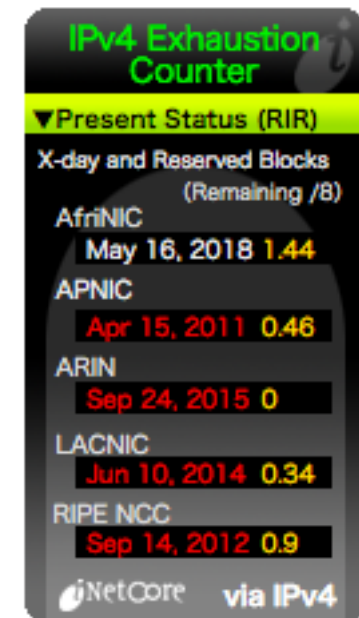 IPv4 Exhaustion
Counter
▼Present Status (RIR)
X-day and Reserved Blocks
(Remaining /8)
AfriNIC
May 16, 2018 1.44
APNIC
Apr 15, 2011 0.46
ARIN
Sep 24, 2015 0
LACNIC
Jun 10, 2014 0.34
RIPE NCC
Sep 14, 2012 0.9
iNetCore via IPv4